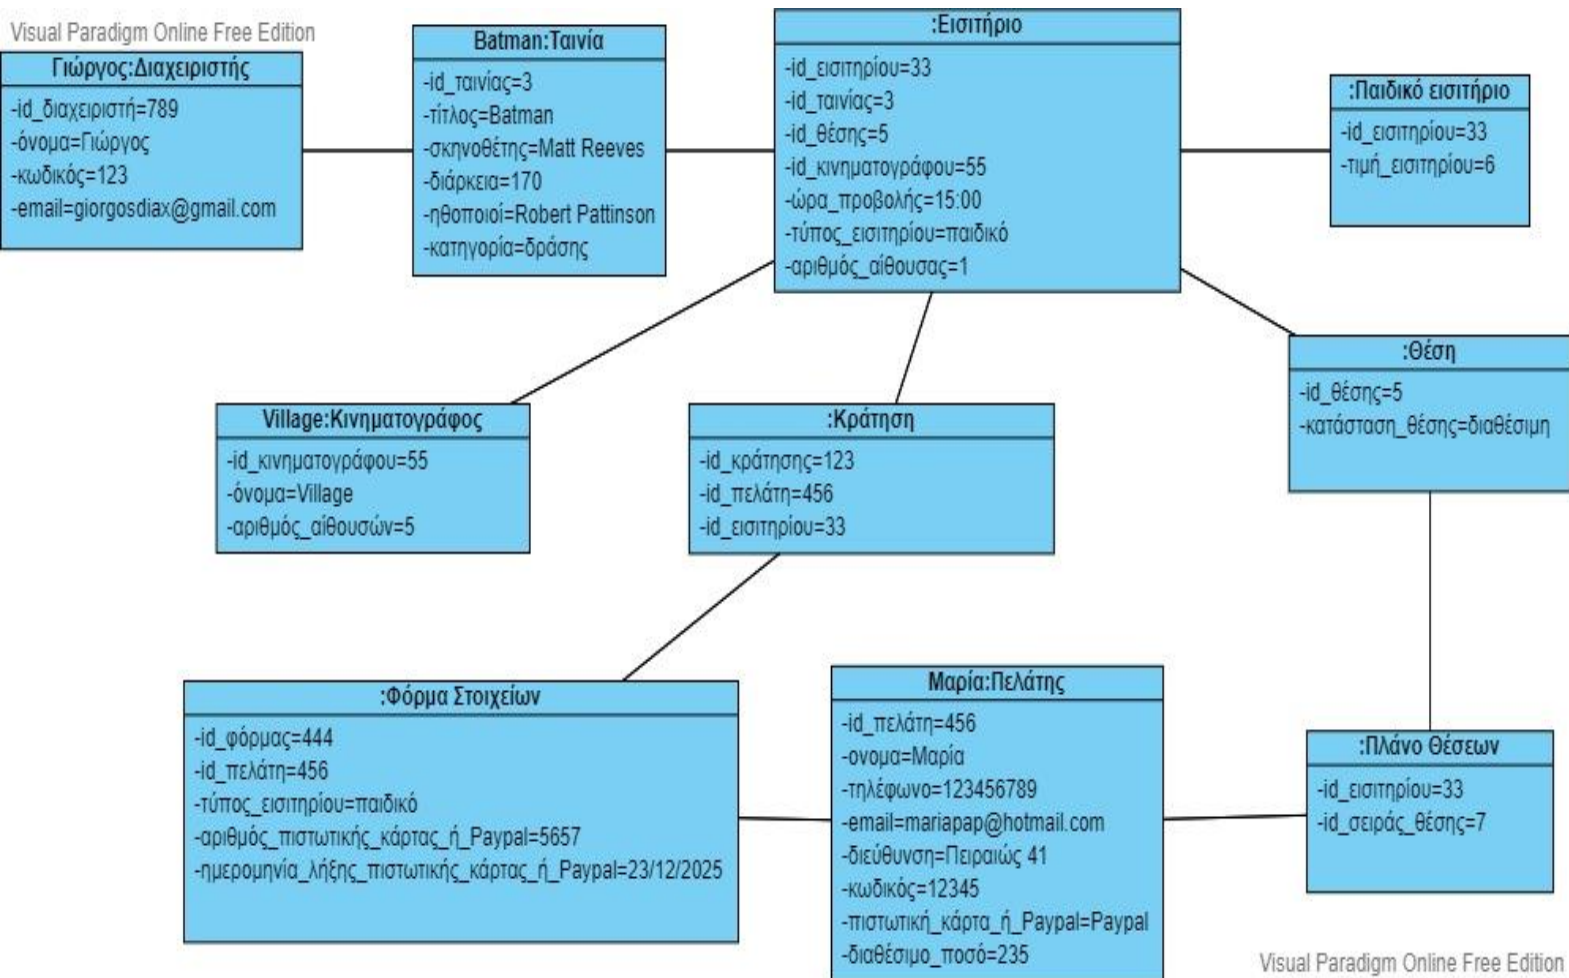 Visual Paradigm Online Free Edition
Γιώργος:Διαχειριστής
-id_διαχειριστή=789
-όνομα=Γιώργος
-κωδικός=123
-email=giorgosdiax@gmail.com
Batman:Ταινία
-id_ταινίας=3
-τίτλος=Batman
-σκηνοθέτης=Matt Reeves
-διάρκεια=170
-ηθοποιοί=Robert Pattinson
-κατηγορία=δράσης
:Εισιτήριο
-id_εισιτηρίου=33
-id_ταινίας=3
-id_θέσης=5
-id_κινηματογράφου=55
-ώρα_προβολής=15:00
-τύπος_εισιτηρίου=παιδικό
-αριθμός_αίθουσας=1
:Παιδικό εισιτήριο
-id_εισιτηρίου=33
-τιμή_εισιτηρίου=6
:Θέση
-id_θέσης=5
-κατάσταση_θέσης=διαθέσιμη
Village:Κινηματογράφος
-id_κινηματογράφου=55
-όνομα=Village
-αριθμός_αίθουσών=5
:Κράτηση
-id_κράτησης=123
-id_πελάτη=456
-id_εισιτηρίου=33
:Φόρμα Στοιχείων
-id_φόρμας=444
-id_πελάτη=456
-τύπος_εισιτηρίου=παιδικό
-αριθμός_πιστωτικής_κάρτας_ή_Paypal=5657
-ημερομηνία_λήξης_πιστωτικής_κάρτας_ή_Paypal=23/12/2025
Μαρία:Πελάτης
-id_πελάτη=456
-ονομα=Μαρία
-τηλέφωνο=123456789
-email=mariapap@hotmail.com
-διεύθυνση=Πειραιώς 41
-κωδικός=12345
-πιστωτική_κάρτα_ή_Paypal=Paypal
-διαθέσιμο_ποσό=235
:Πλάνο Θέσεων
-id_εισιτηρίου=33
-id_σειράς_θέσης=7
Visual Paradigm Online Free Edition